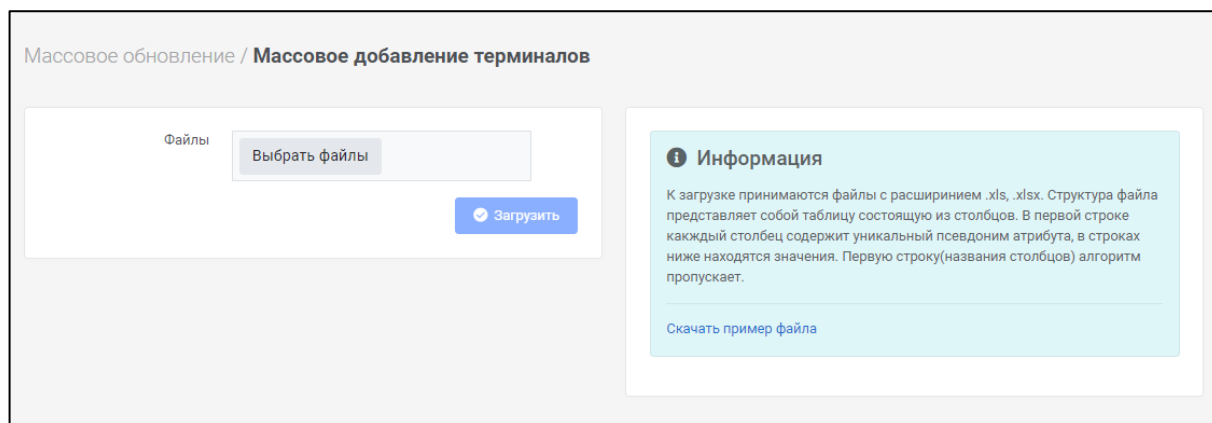 Массовое обновление / Массовое добавление терминалов
Файлы
Выбрать файлы
Загрузить
Информация
К загрузке принимаются файлы с расширинием .xls, .xlsx. Структура файла
представляет собой таблицу состоящую из столбцов. В первой строке
какждый столбец содержит уникальный псевдоним атрибута, в строках
ниже находятся значения. Первую строку(названия столбцов) алгоритм
пропускает.
Скачать пример файла